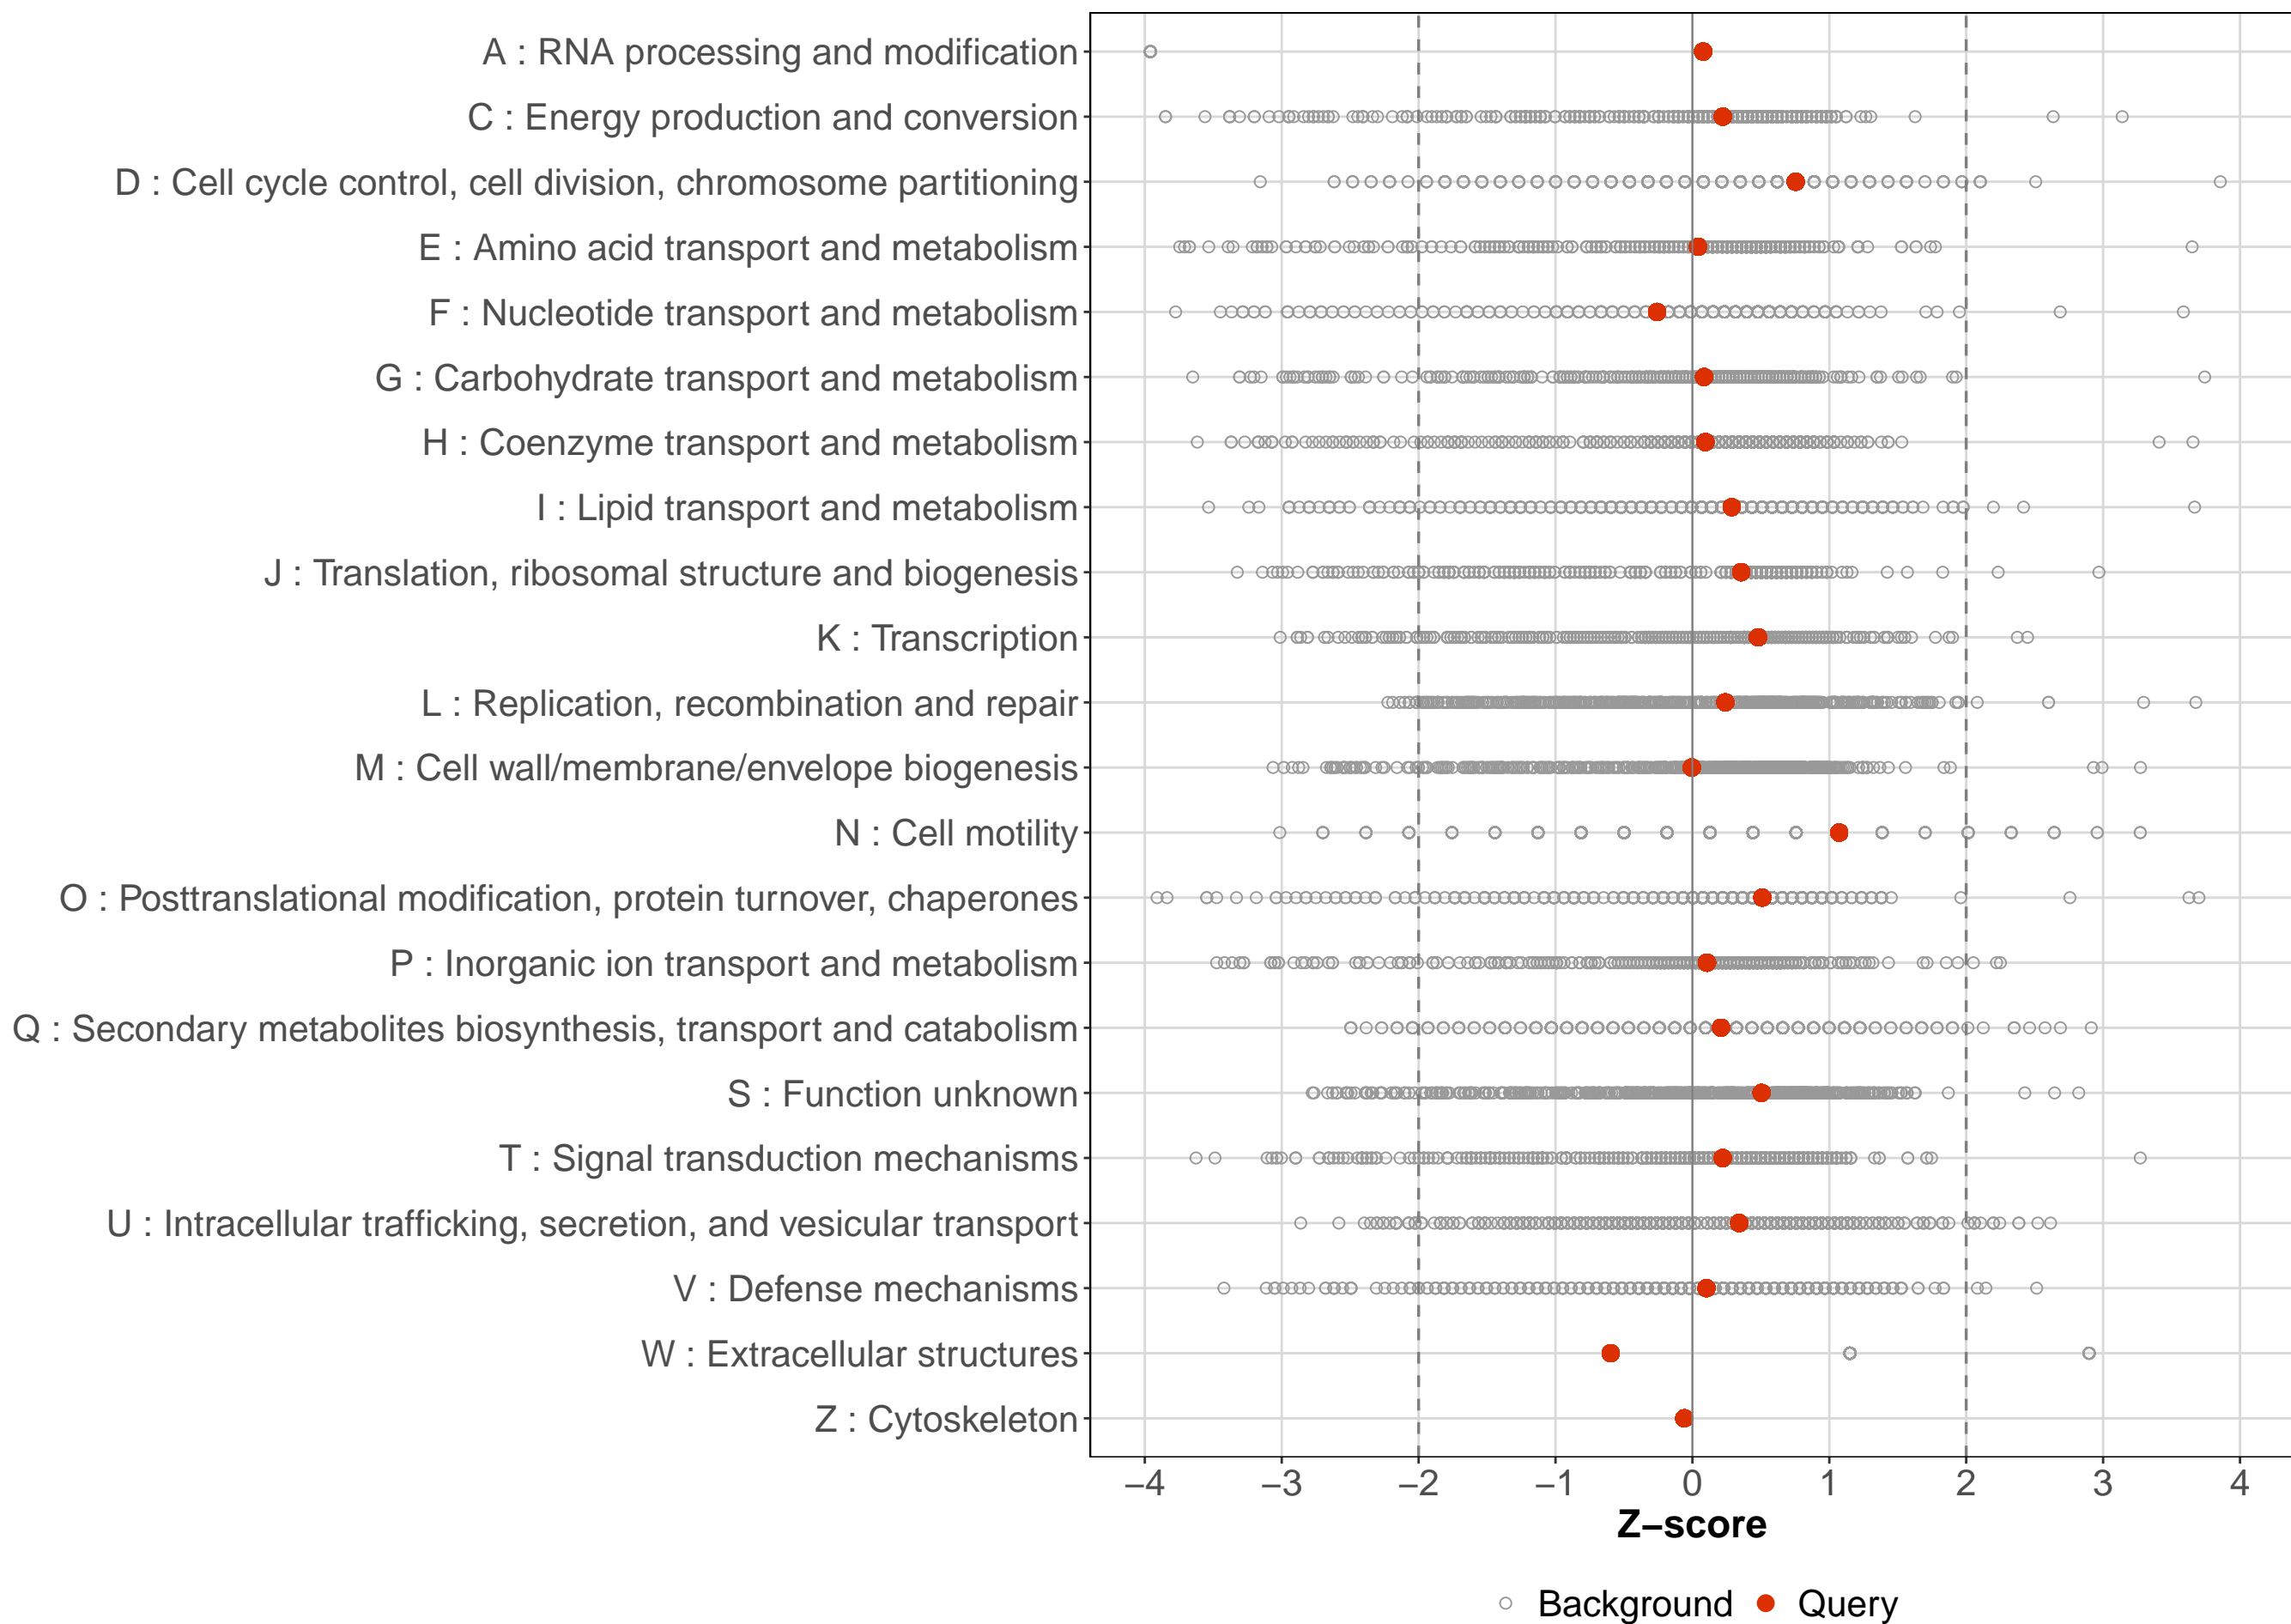 A : RNA processing and modification
C : Energy production and conversion
D : Cell cycle control, cell division, chromosome partitioning
E : Amino acid transport and metabolism
F : Nucleotide transport and metabolism
G : Carbohydrate transport and metabolism
H : Coenzyme transport and metabolism
I : Lipid transport and metabolism
J : Translation, ribosomal structure and biogenesis
K : Transcription
L : Replication, recombination and repair
M : Cell wall/membrane/envelope biogenesis
N : Cell motility
O : Posttranslational modification, protein turnover, chaperones
P : Inorganic ion transport and metabolism
Q : Secondary metabolites biosynthesis, transport and catabolism
S : Function unknown
T : Signal transduction mechanisms
U : Intracellular trafficking, secretion, and vesicular transport
V : Defense mechanisms
W : Extracellular structures
Z : Cytoskeleton
−4 −3 −2 −1 0 1 2 3 4
Z−score
Background Query